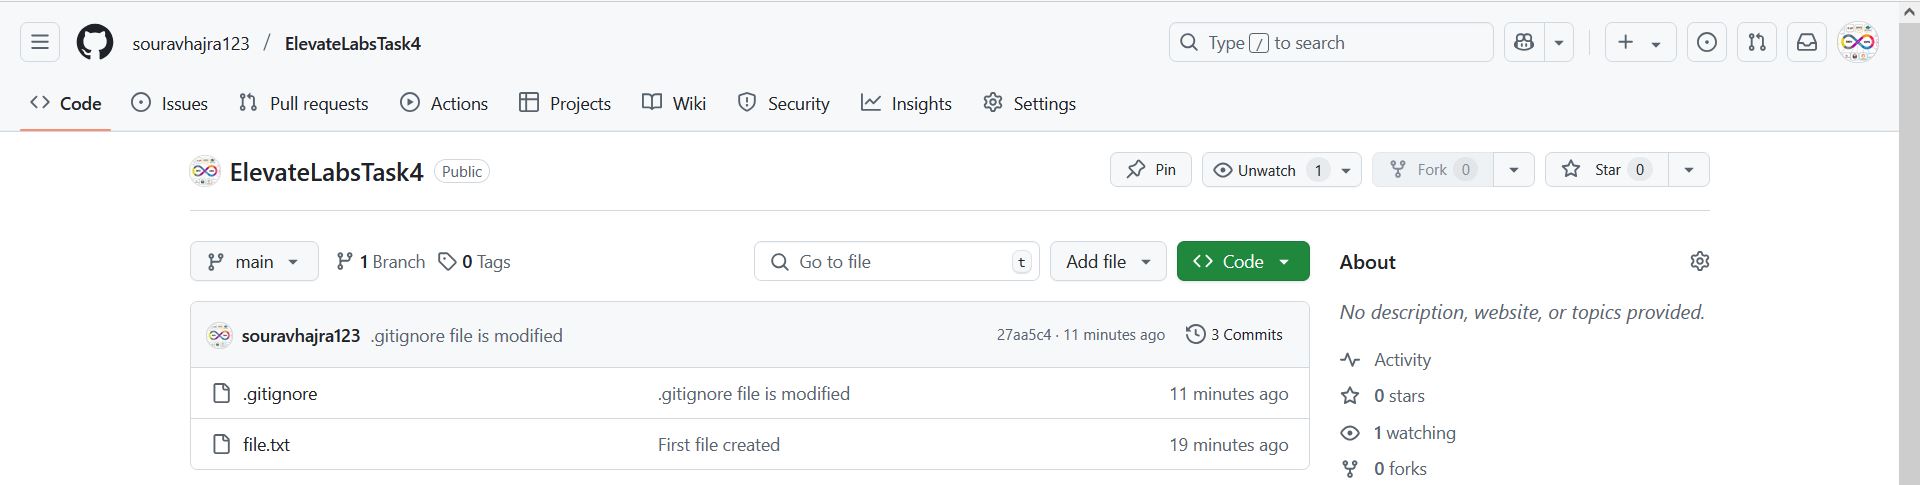 souravhajra123 / ElevateLabsTask4 Type / to search
Code Issues Pull requests Actions Projects Wiki Security Insights Settings
ElevateLabsTask4 Public Pin Unwatch 1 Fork 0 Star 0
main 1 Branch 0 Tags Go to file t Add file Code
About
No description, website, or topics provided.
souravhajra123 .gitignore file is modified 27aa5c4 · 11 minutes ago 3 Commits
.gitignore .gitignore file is modified 11 minutes ago
file.txt First file created 19 minutes ago
Activity
0 stars
1 watching
0 forks